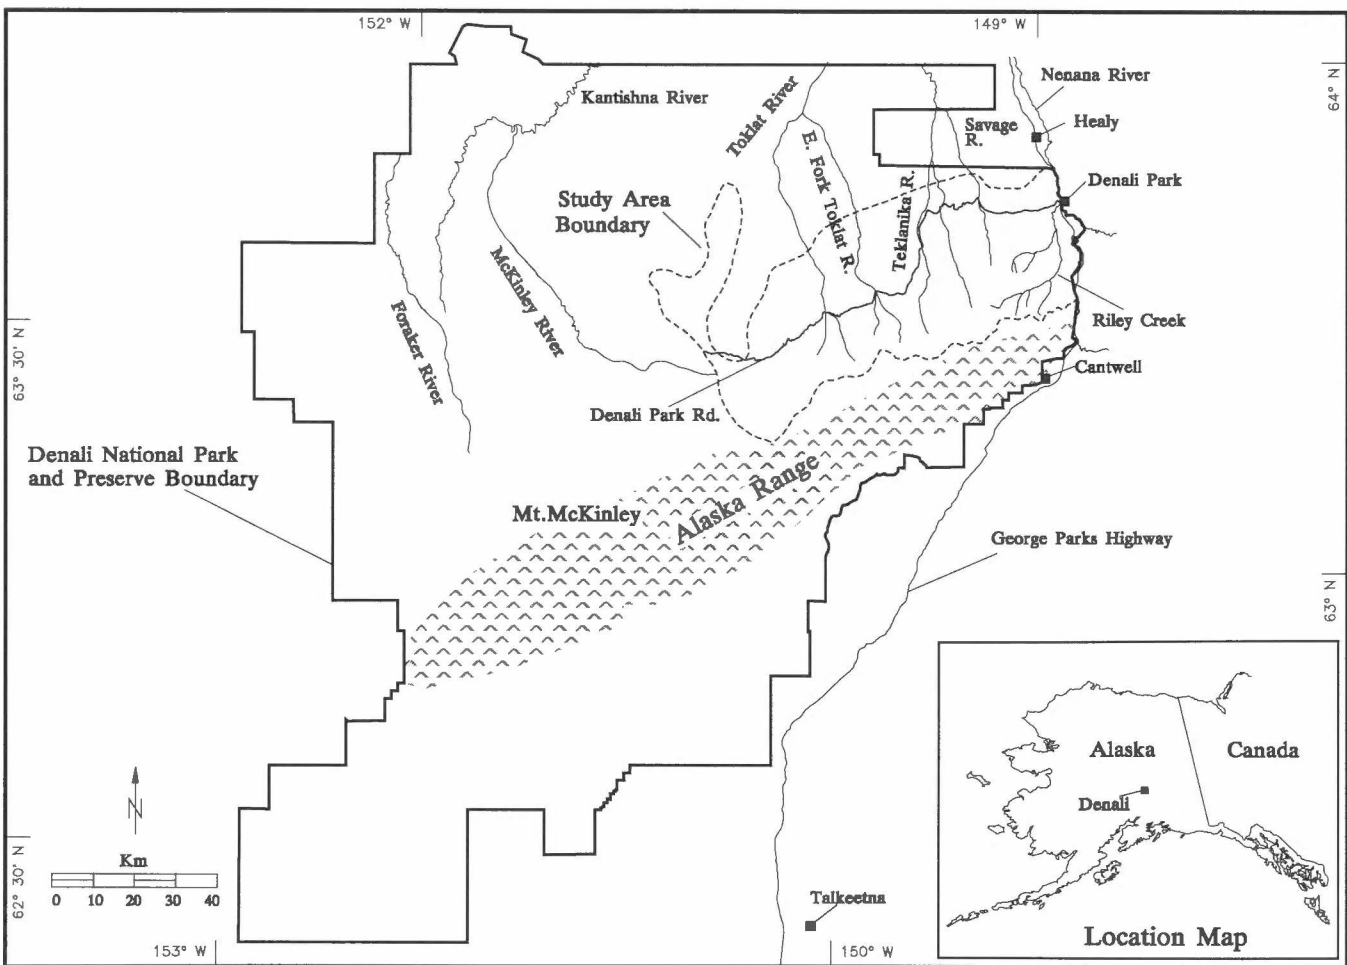 152° W
149° W
Nenana River
64° N
Kantishna River
Toklat River
Savage
R.
Healy
E. Fork Toklat R.
Denali Park
Teklanika R.
Study Area
Boundary
McKinley River
Foraker River
Riley Creek
63° 30' N
Cantwell
Denali Park Rd.
Denali National Park
and Preserve Boundary
Alaska Range
Mt.McKinley
George Parks Highway
63° N
Alaska
Canada
Denali
N
Km
0 10 20 30 40
62° 30' N
Talkeetna
Location Map
153° W
150° W